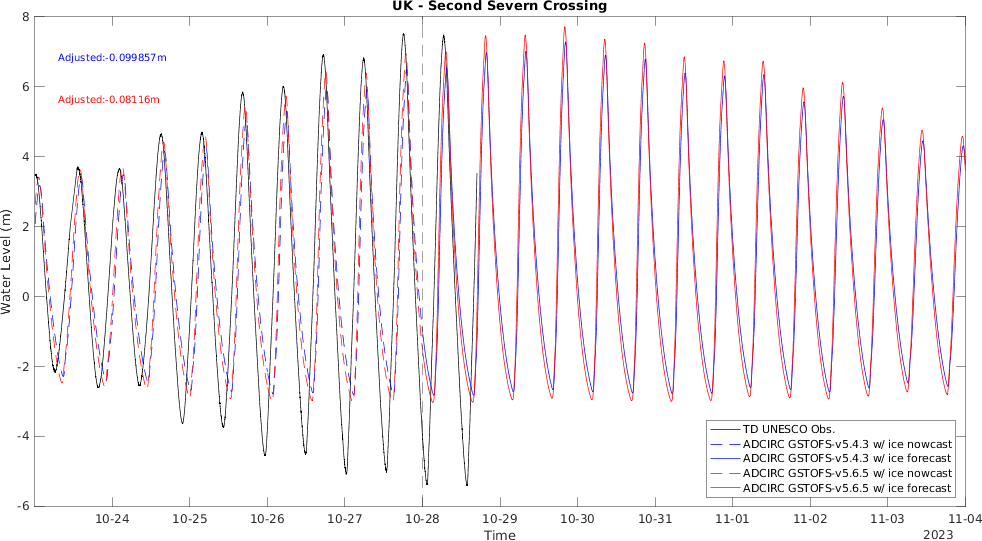 UK - Second Severn Crossing
Adjusted:-0.099857m
Adjusted:-0.08116m
Water Level (m)
8
6
4
2
0
-2
-4
-6
TD UNESCO Obs.
ADCIRC GSTOFS-v5.4.3 w/ ice nowcast
ADCIRC GSTOFS-v5.4.3 w/ ice forecast
ADCIRC GSTOFS-v5.6.5 w/ ice nowcast
ADCIRC GSTOFS-v5.6.5 w/ ice forecast
10-24 10-25 10-26 10-27 10-28 10-29 10-30 10-31 11-01 11-02 11-03 11-04
Time
2023